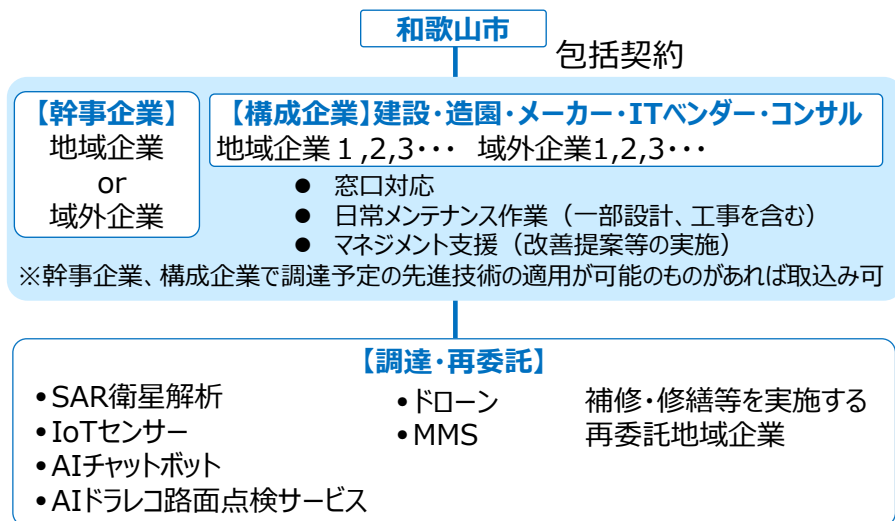 和歌山市
包括契約
【幹事企業】
地域企業
or
域外企業
【構成企業】建設・造園・メーカー・ITベンダー・コンサル
地域企業１,2,3・・・ 域外企業1,2,3・・・
● 窓口対応
● 日常メンテナンス作業（一部設計、工事を含む）
● マネジメント支援（改善提案等の実施）
※幹事企業、構成企業で調達予定の先進技術の適用が可能のものがあれば取込み可
【調達・再委託】
•SAR衛星解析
•IoTセンサー
•AIチャットボット
•AIドラレコ路面点検サービス
•ドローン
•MMS
補修・修繕等を実施する
再委託地域企業